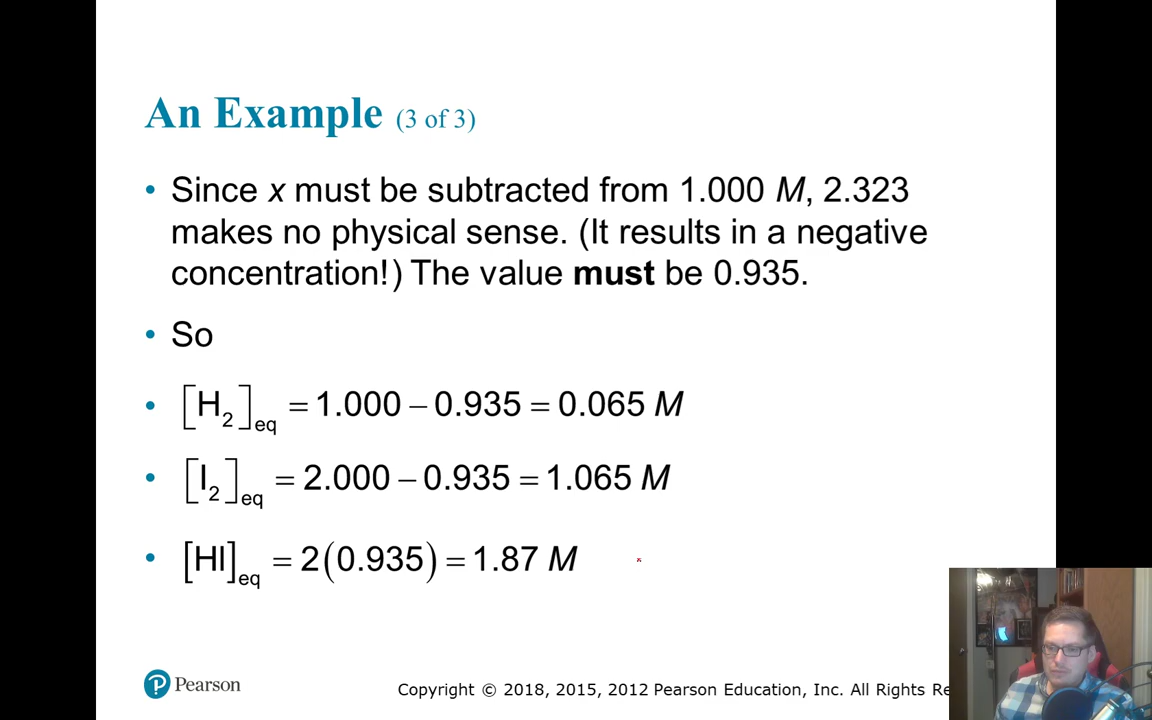 An Example (3 of 3)
• Since x must be subtracted from 1.000 M, 2.323
makes no physical sense. (It results in a negative
concentration!) The value must be 0.935.
• So
• [H₂]eq = 1.000 − 0.935 = 0.065 M
• [I₂]eq = 2.000 − 0.935 = 1.065 M
• [HI]eq = 2(0.935) = 1.87 M
P Pearson
Copyright © 2018, 2015, 2012 Pearson Education, Inc. All Rights Re